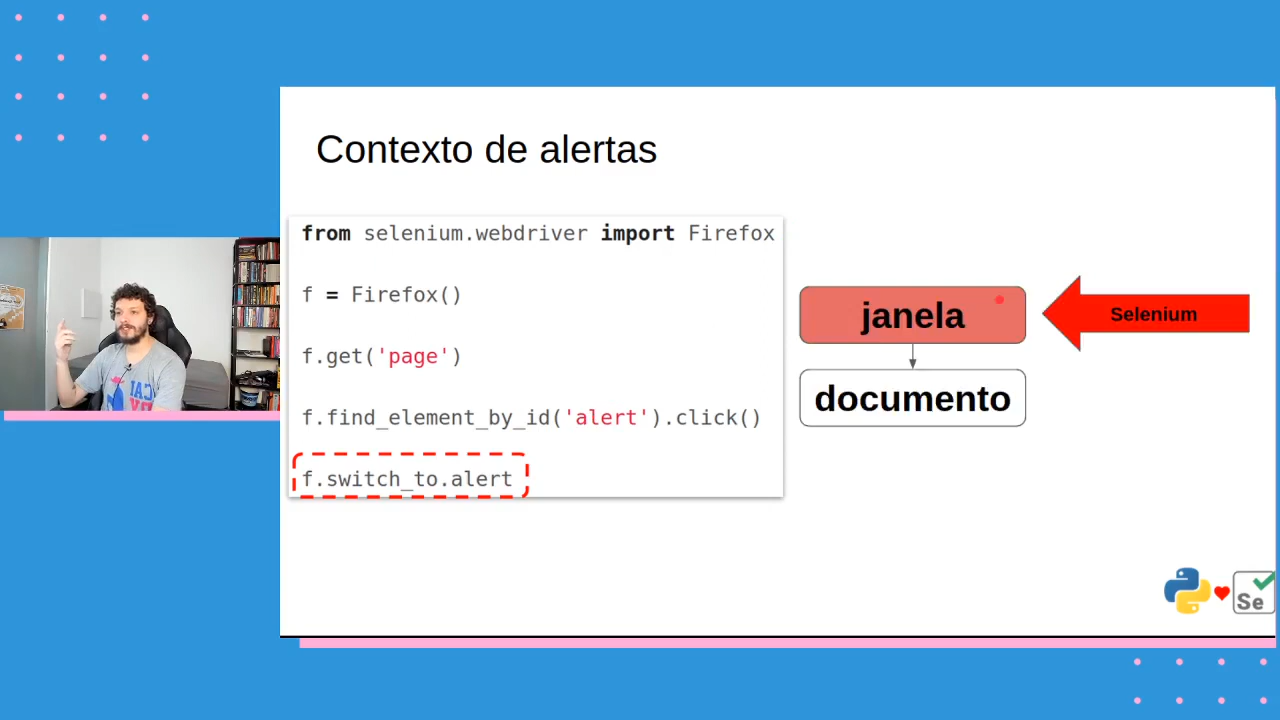 Contexto de alertas
from selenium.webdriver import Firefox
f = Firefox()
f.get('page')
f.find_element_by_id('alert').click()
f.switch_to.alert
janela
Selenium
documento
Se